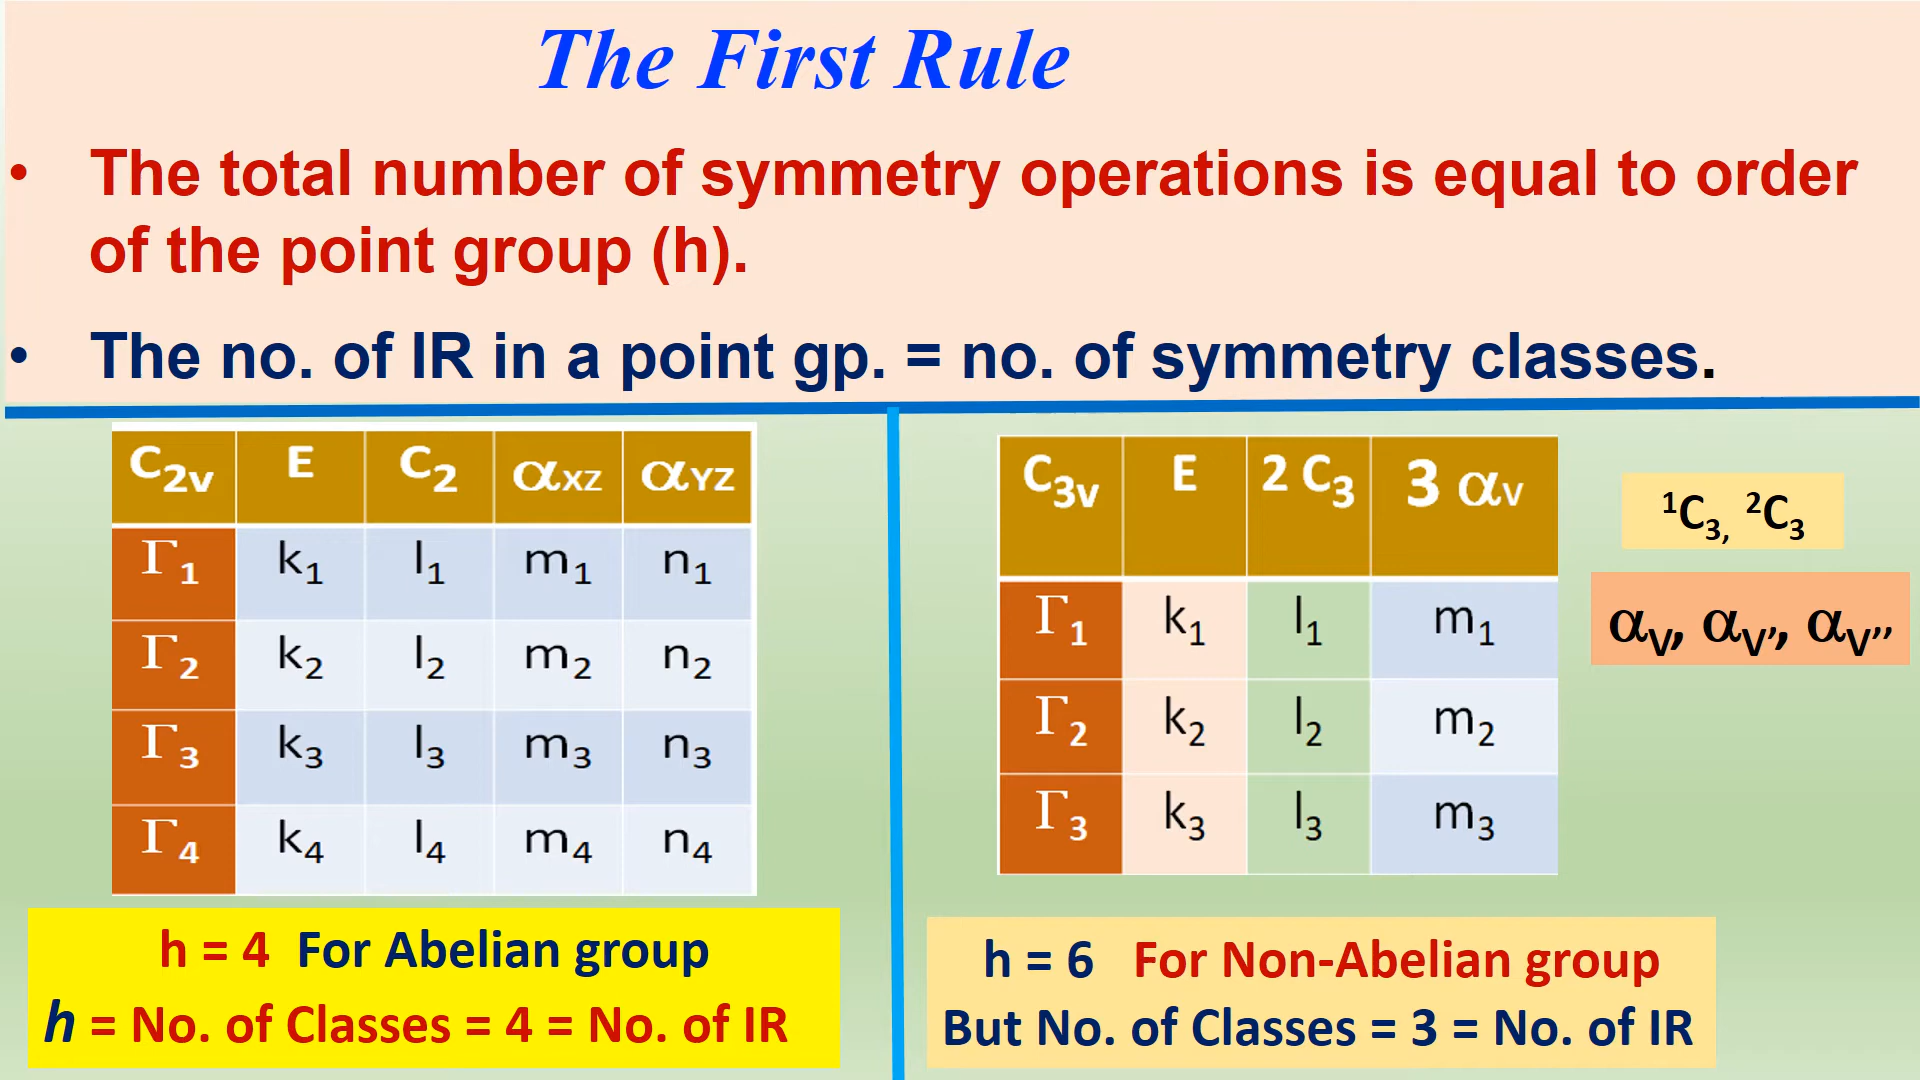 The First Rule
• The total number of symmetry operations is equal to order
of the point group (h).
• The no. of IR in a point gp. = no. of symmetry classes.
C2v E C2 αXZ αYZ
Γ1 k1 l1 m1 n1
Γ2 k2 l2 m2 n2
Γ3 k3 l3 m3 n3
Γ4 k4 l4 m4 n4
h = 4 For Abelian group
h = No. of Classes = 4 = No. of IR
C3v E 2 C3 3 αV
Γ1 k1 l1 m1
Γ2 k2 l2 m2
Γ3 k3 l3 m3
¹C3, ²C3
αV, αV’, αV’’
h = 6 For Non-Abelian group
But No. of Classes = 3 = No. of IR